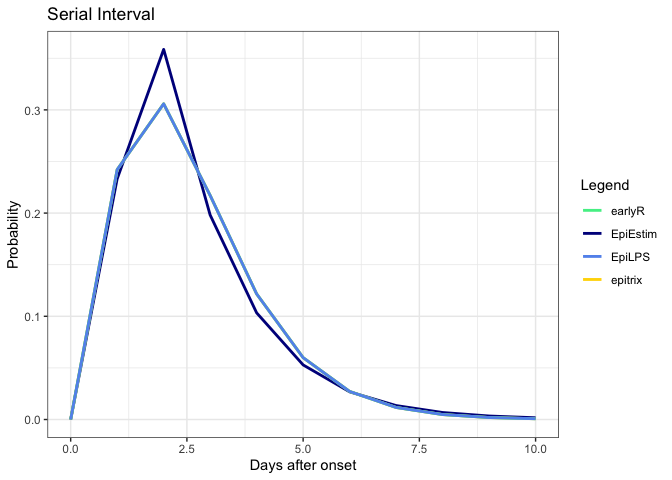 Serial Interval
Probability
0.3
0.2
0.1
0.0
0.0 2.5 5.0 7.5 10.0
Days after onset
Legend
earlyR
EpiEstim
EpiLPS
epitrix